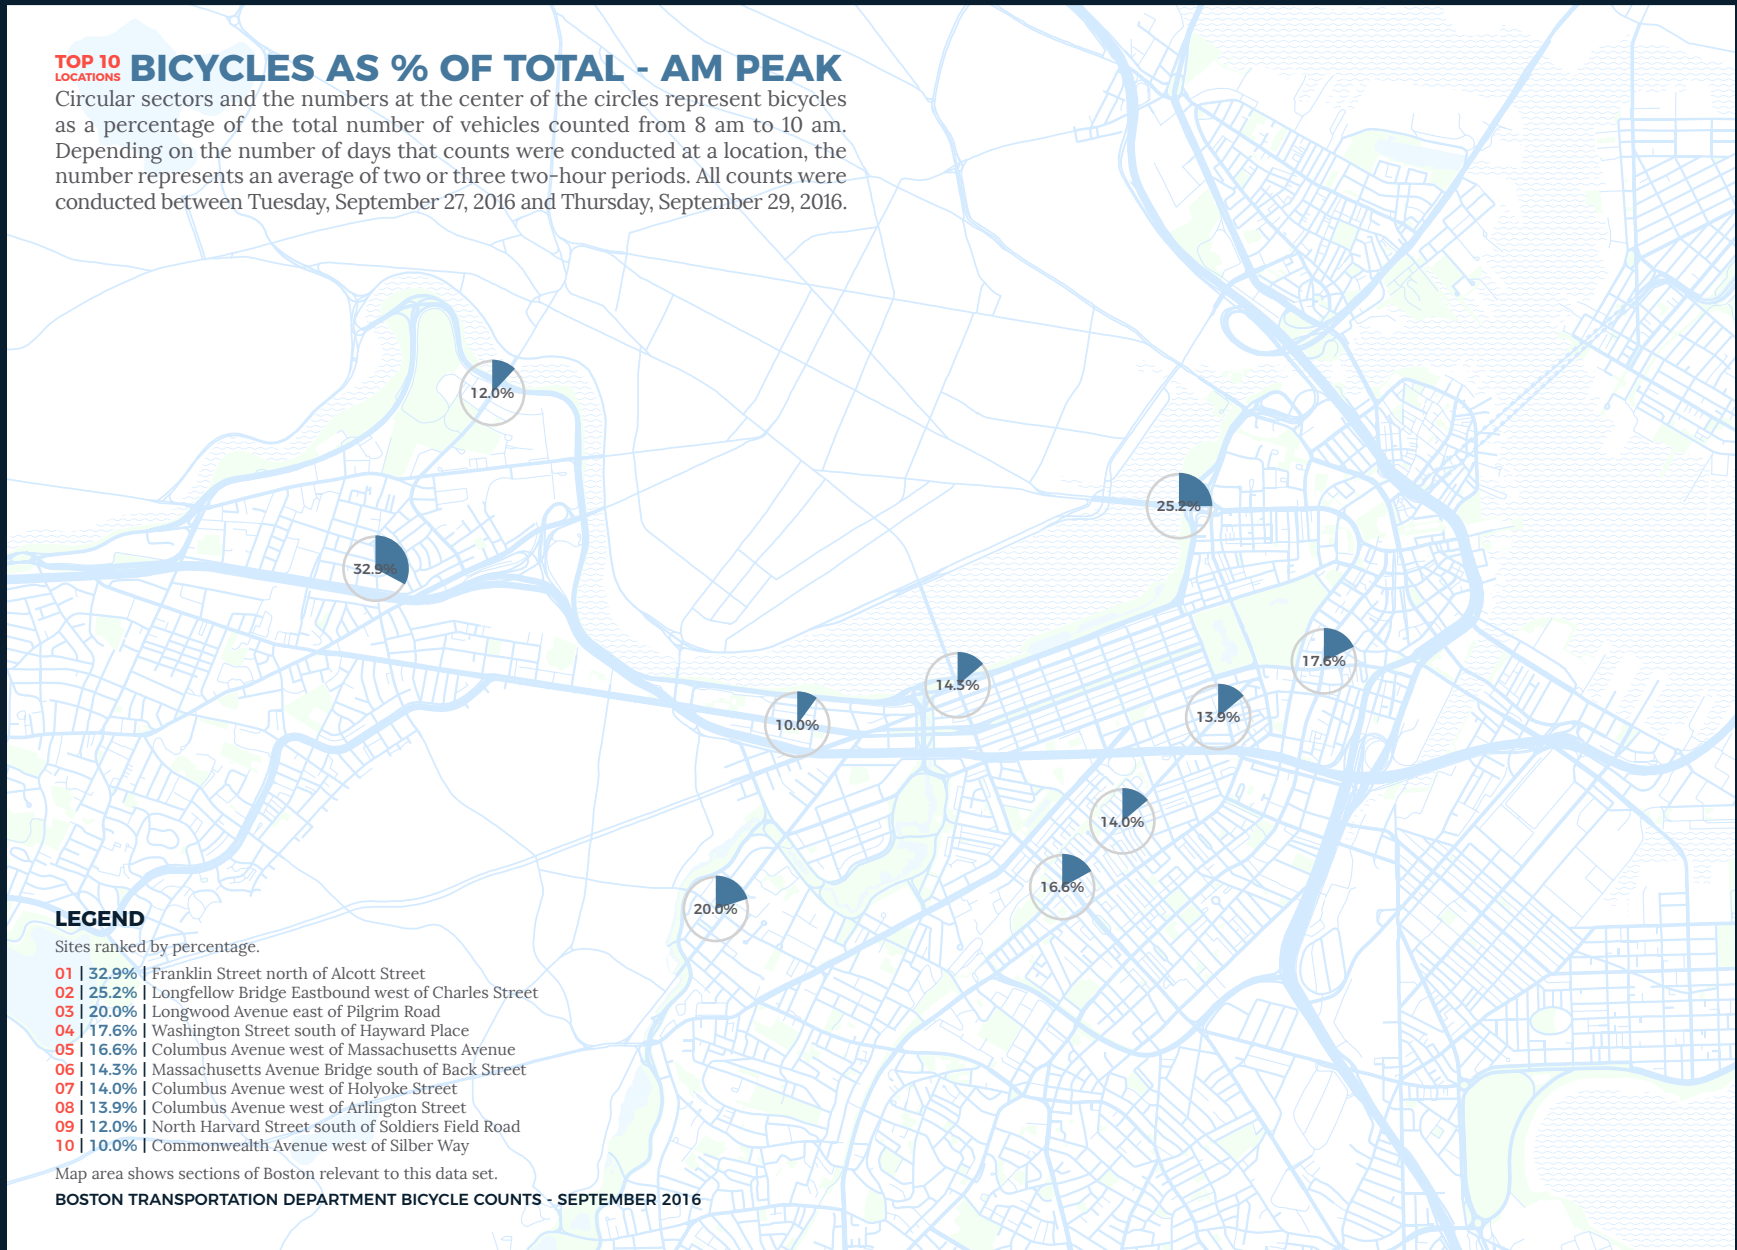 TOP 10
LOCATIONS
BICYCLES AS % OF TOTAL - AM PEAK
Circular sectors and the numbers at the center of the circles represent bicycles
as a percentage of the total number of vehicles counted from 8 am to 10 am.
Depending on the number of days that counts were conducted at a location, the
number represents an average of two or three two-hour periods. All counts were
conducted between Tuesday, September 27, 2016 and Thursday, September 29, 2016.
12.0%
25.2%
32.9%
17.6%
14.3%
13.9%
10.0%
14.0%
16.6%
20.0%
LEGEND
Sites ranked by percentage.
01 | 32.9% | Franklin Street north of Alcott Street
02 | 25.2% | Longfellow Bridge Eastbound west of Charles Street
03 | 20.0% | Longwood Avenue east of Pilgrim Road
04 | 17.6% | Washington Street south of Hayward Place
05 | 16.6% | Columbus Avenue west of Massachusetts Avenue
06 | 14.3% | Massachusetts Avenue Bridge south of Back Street
07 | 14.0% | Columbus Avenue west of Holyoke Street
08 | 13.9% | Columbus Avenue west of Arlington Street
09 | 12.0% | North Harvard Street south of Soldiers Field Road
10 | 10.0% | Commonwealth Avenue west of Silber Way
Map area shows sections of Boston relevant to this data set.
BOSTON TRANSPORTATION DEPARTMENT BICYCLE COUNTS - SEPTEMBER 2016